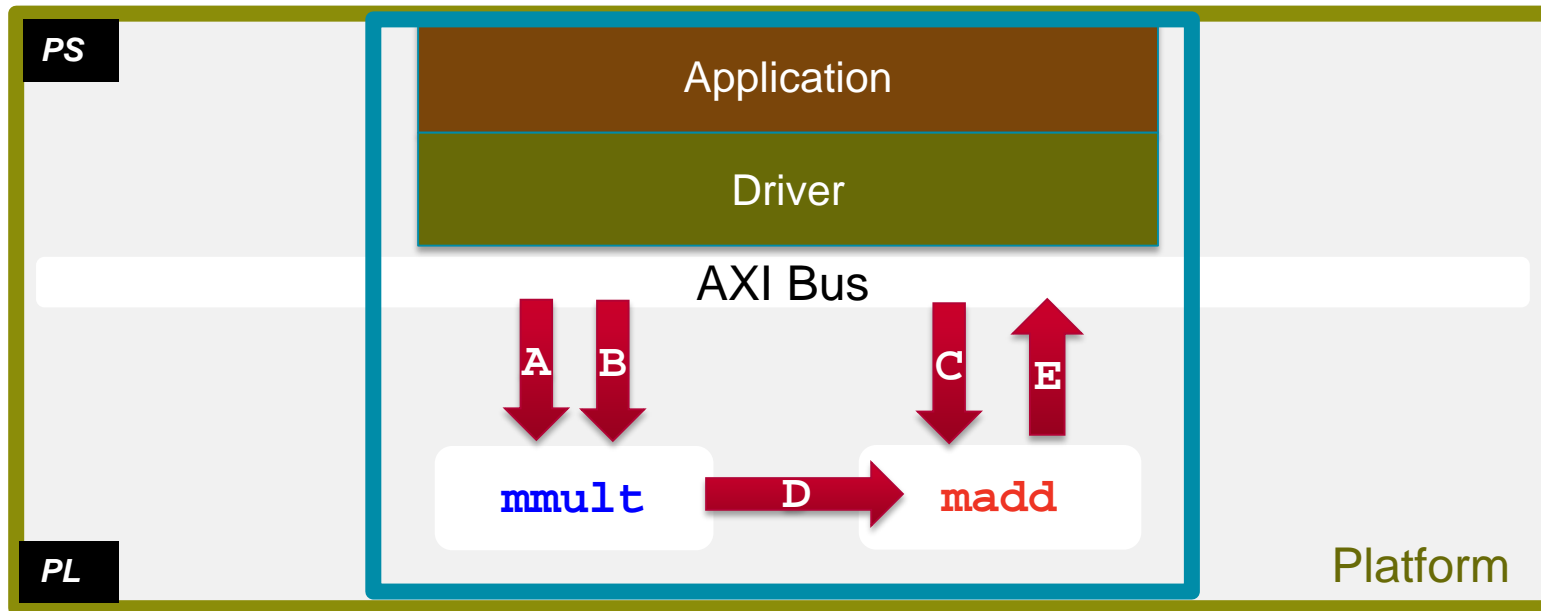 PS
Application
Driver
AXI Bus
A
B
C
E
mmult
D
madd
PL
Platform